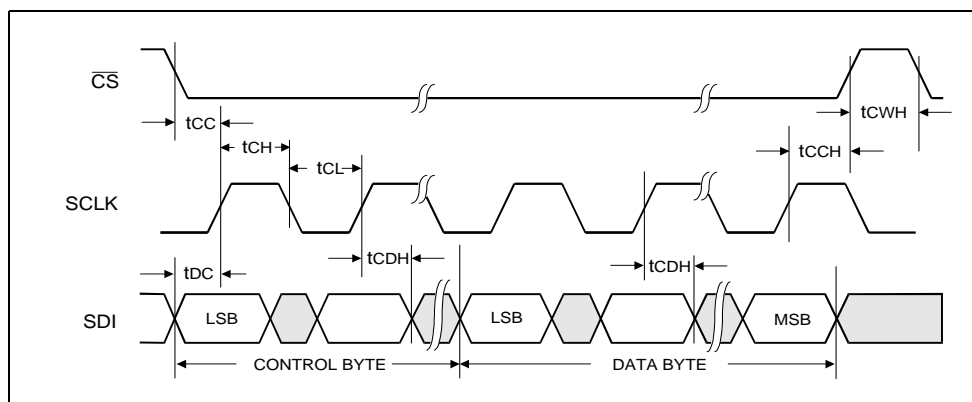 CS
tCC
tCWH
tCH
tCL
tCCH
SCLK
tDC
tCDH
tCDH
SDI
LSB
LSB
MSB
CONTROL BYTE
DATA BYTE